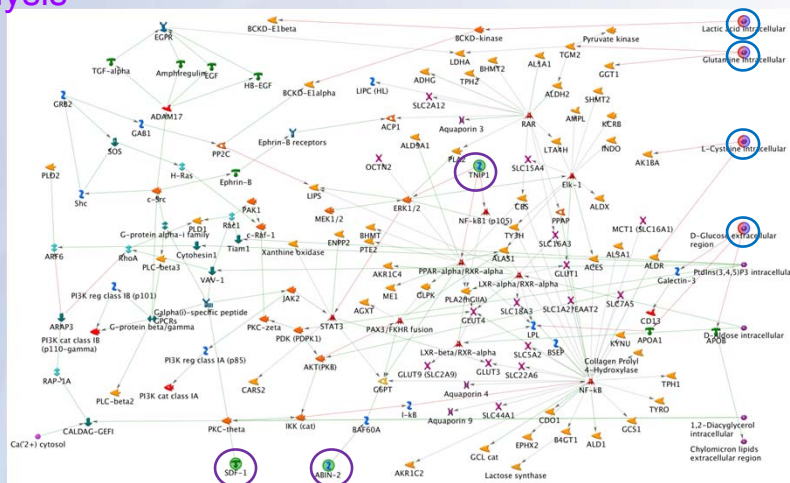 ysis
EGFR
BCKD-E1beta
BCKD-kinase
Pyruvate kinase
Lactic acid intracellular
TGF-alpha
Amphiregulin
EGF
HB-EGF
LDHA
BHMT2
AL1A1
TGM2
GGT1
Glutamine intracellular
ADHG
TPH2
BCKD-E1alpha
LIPC (HL)
ALDH2
SHMT2
GRB2
ADAM17
SLC2A12
AMPL
KCRB
GAB1
Ephrin-B receptors
ACP1
Aquaporin 3
RAR
SOS
ALD9A1
LTA4H
INDO
L-Cysteine intracellular
PP2C
PLA2
AK1BA
H-Ras
OCTN2
TNIP1
SLC15A4
PLD2
Ephrin-B
Elk-1
Shc
c-Src
LIPS
ERK1/2
CBS
ALDX
PAK1
MEK1/2
NF-kB1 (p105)
PPAP
Rac1
G-protein alpha-i family
PLD1
c-Raf-1
ENPP2
BHMT
TY3H
SLC16A3
MCT1 (SLC16A1)
D-Glucose extracellular
region
ARF6
RhoA
Cytohesin1
Tiam1
Xanthine oxidase
PTE2
ALAS1
AL3A1
PLC-beta3
VAV-1
AKR1C4
PPAR-alpha/RXR-alpha
GLUT1
ACES
ALDR
PtdIns(3,4,5)P3 intracellular
PI3K reg class IB (p101)
LXR-alpha/RXR-alpha
Galectin-3
JAK2
ME1
GLPK
PLA2(hGIIA)
Galpha(i)-specific peptide
GPCRs
AGXT
SLC18A3
SLC1A2/EAAT2
SLC7A5
ARAP3
G-protein beta/gamma
PKC-zeta
STAT3
PAX3/FKHR fusion
GLUT4
CD13
PI3K cat class IB
(p110-gamma)
PDK (PDPK1)
LPL
APOA1
APOB
D-Aldose intracellular
KYNU
PI3K reg class IA (p85)
LXR-beta/RXR-alpha
SLC5A2
BSEP
RAP-1A
AKT(PKB)
GLUT9 (SLC2A9)
GLUT3
SLC22A6
Collagen Prolyl
4-Hydroxylase
PLC-beta2
PI3K cat class IA
CARS2
G6PT
Aquaporin 4
NF-kB
TPH1
I-kB
SLC44A1
TYRO
CALDAG-GEFI
PKC-theta
IKK (cat)
BAF60A
Aquaporin 9
CDO1
GCS1
1,2-Diacylglycerol
intracellular
Ca('2+) cytosol
B4GT1
ALD1
EPHX2
GCL cat
Chylomicron lipids
extracellular region
SDF-1
ABIN-2
AKR1C2
Lactose synthase